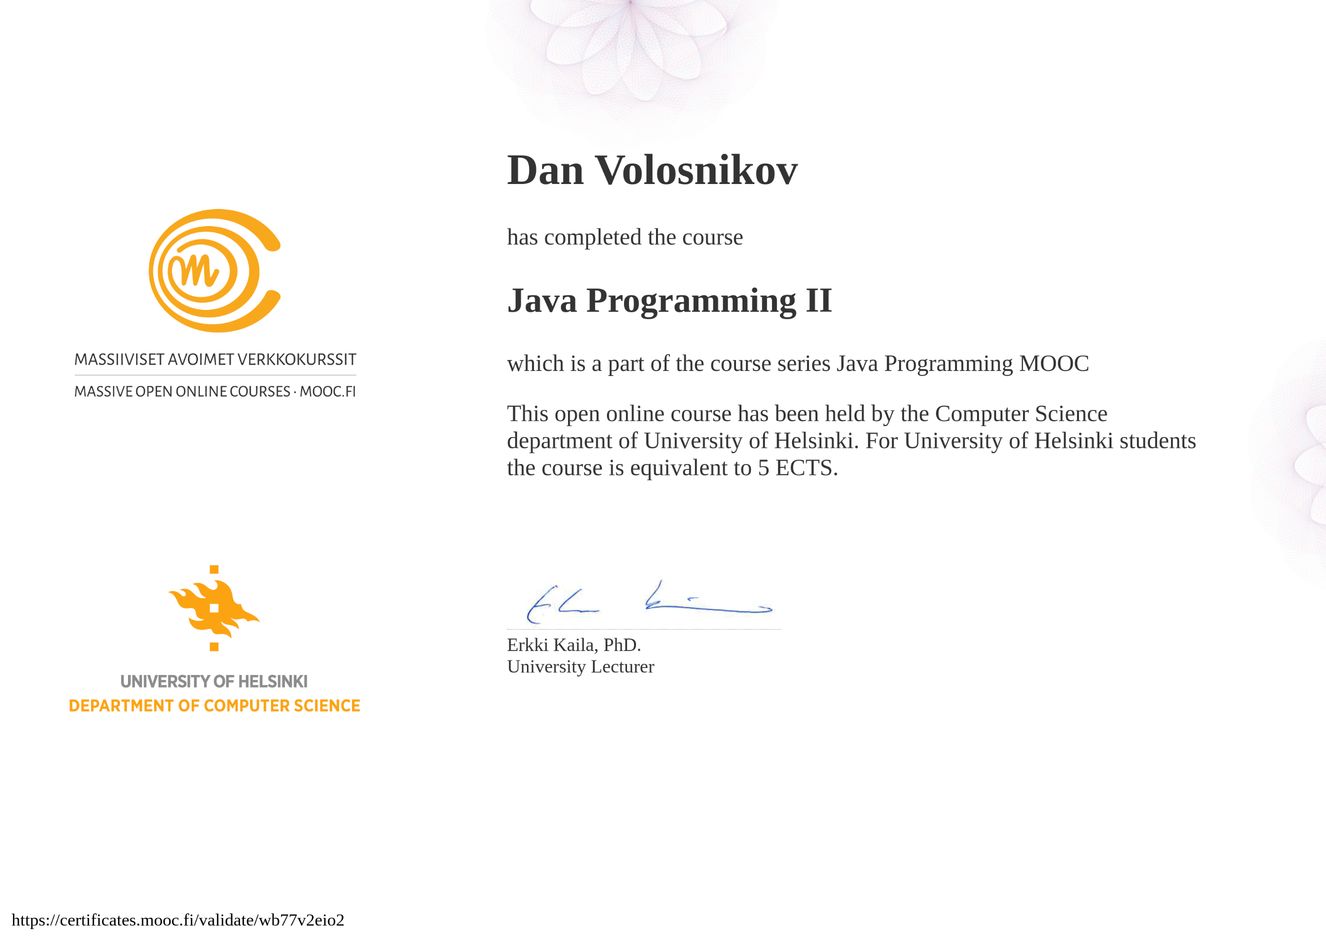 Dan Volosnikov
has completed the course
Java Programming II
which is a part of the course series Java Programming MOOC
This open online course has been held by the Computer Science
department of University of Helsinki. For University of Helsinki students
the course is equivalent to 5 ECTS.
Erkki Kaila, PhD.
University Lecturer
m
MASSIIVISET AVOIMET VERKKOKURSSIT
MASSIVE OPEN ONLINE COURSES · MOOC.FI
UNIVERSITY OF HELSINKI
DEPARTMENT OF COMPUTER SCIENCE
https://certificates.mooc.fi/validate/wb77v2eio2